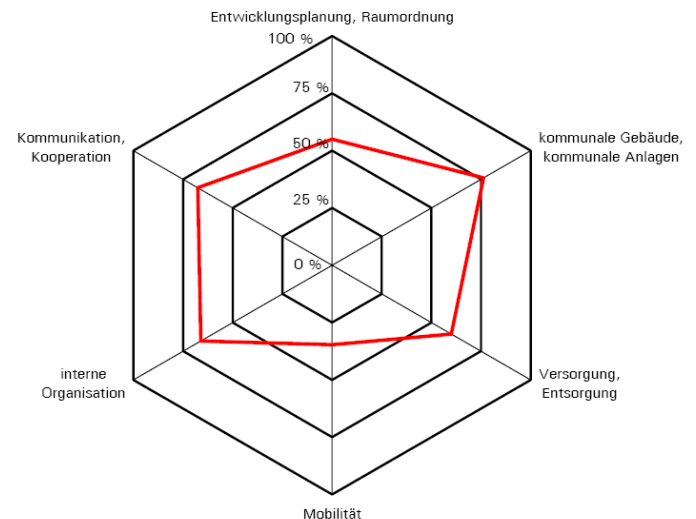 Entwicklungsplanung, Raumordnung
100 %
75 %
50 %
25 %
0 %
kommunale Gebäude,
kommunale Anlagen
Versorgung,
Entsorgung
Mobilität
interne
Organisation
Kommunikation,
Kooperation